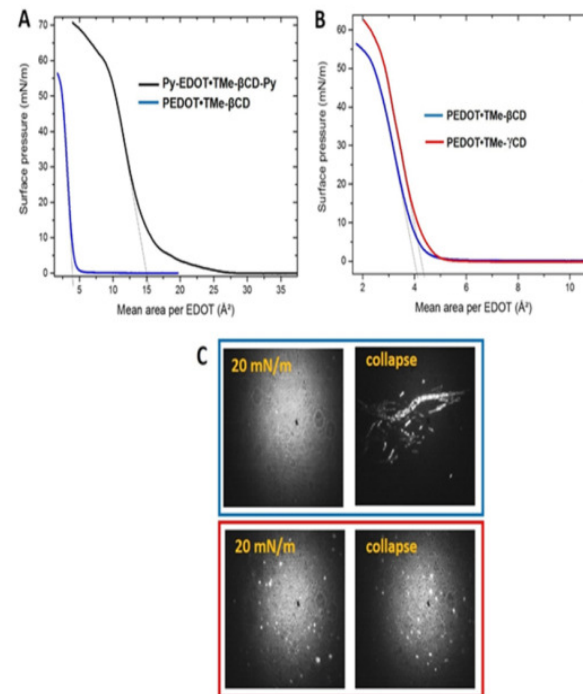 A
Surface pressure (mN/m)
70
60
50
40
30
20
10
0
Py-EDOT•TMe-βCD-Py
PEDOT•TMe-βCD
5 10 15 20 25 30 35
Mean area per EDOT (Å²)
B
Surface pressure (mN/m)
60
50
40
30
20
10
0
PEDOT•TMe-βCD
PEDOT•TMe-γCD
2 4 6 8 10
Mean area per EDOT (Å²)
C
20 mN/m collapse
20 mN/m collapse